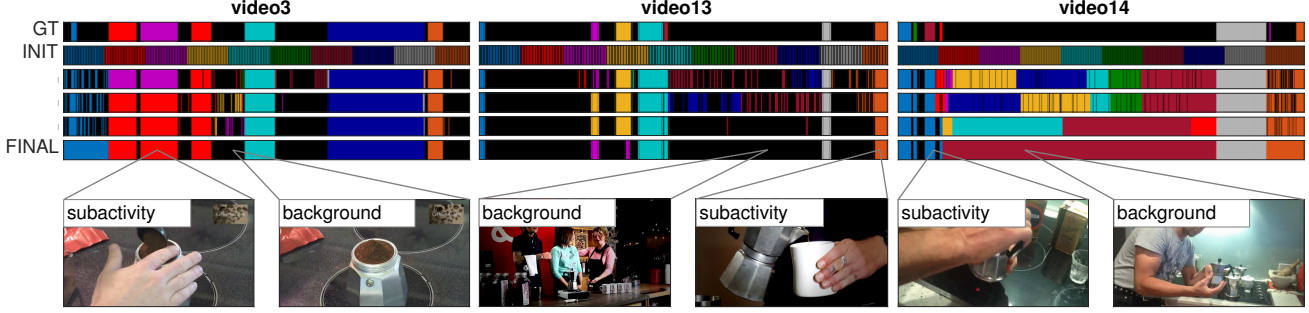 video3 video13 video14
GT
INIT
FINAL
subactivity background background subactivity subactivity background
&